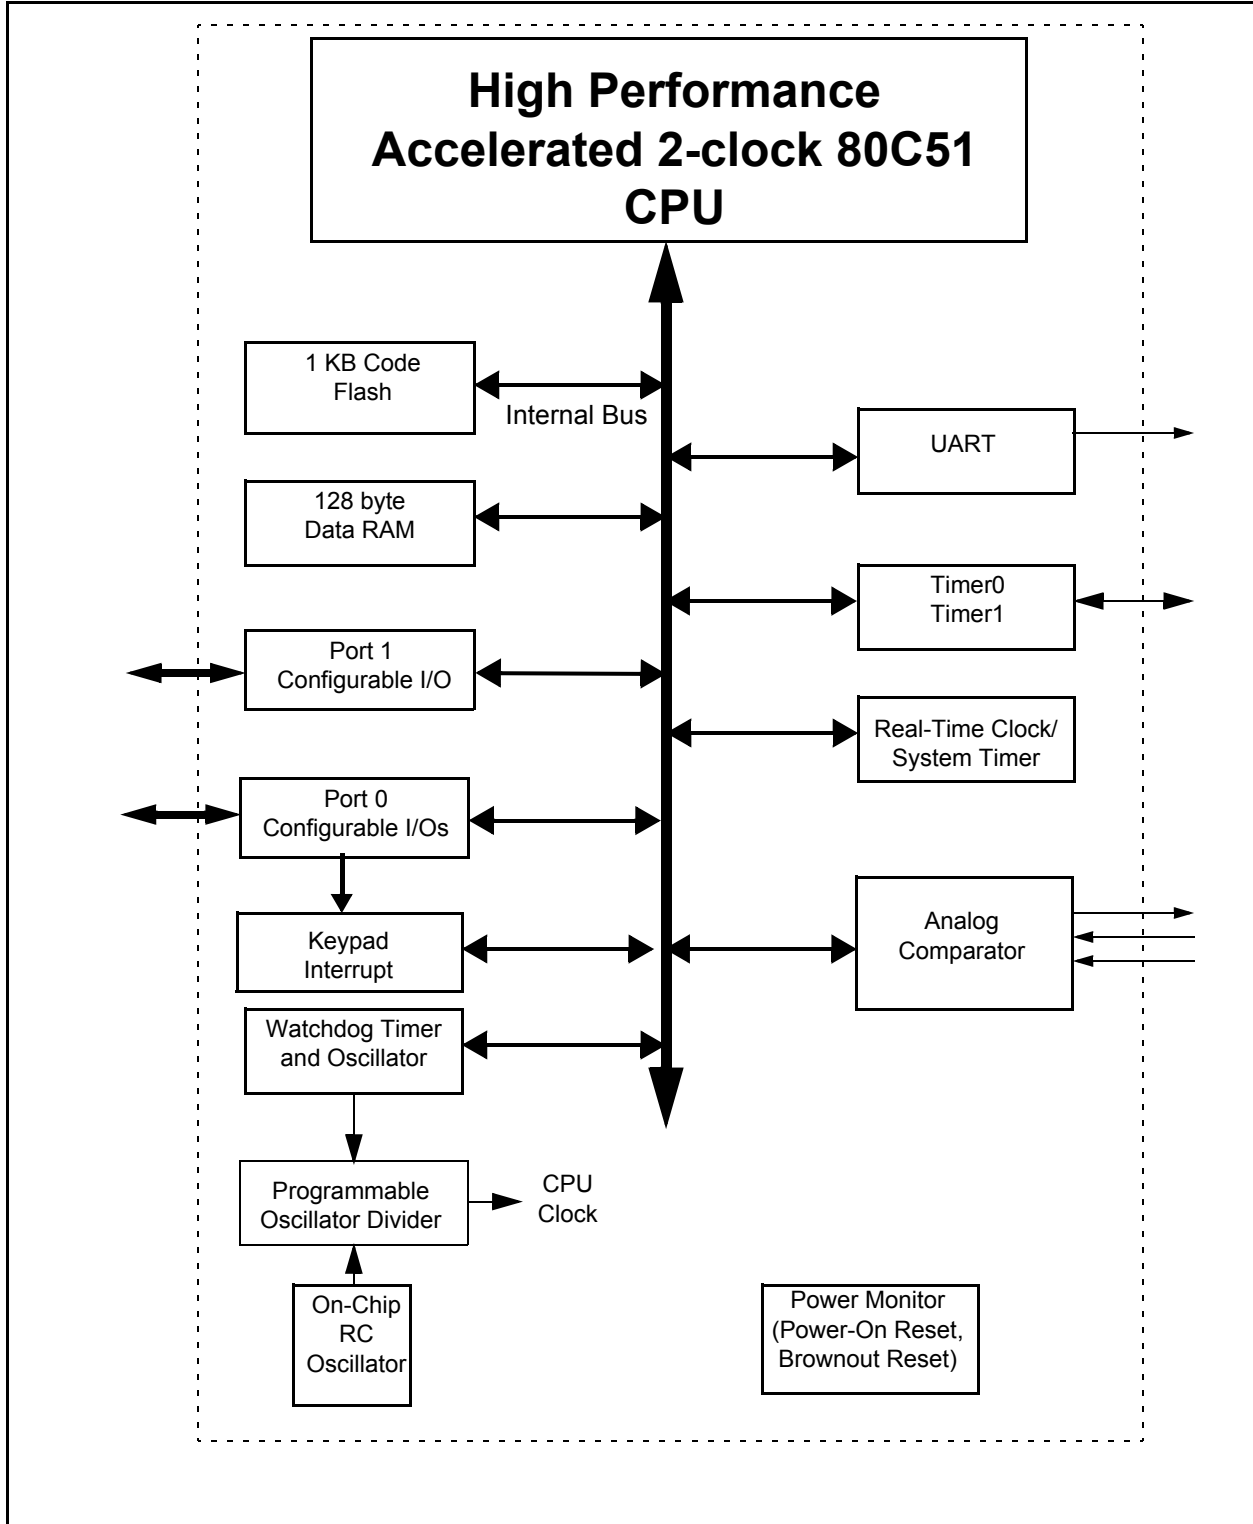 High Performance
Accelerated 2-clock 80C51
CPU
1 KB Code
Flash
Internal Bus
UART
128 byte
Data RAM
Timer0
Timer1
Port 1
Configurable I/O
Real-Time Clock/
System Timer
Port 0
Configurable I/Os
Keypad
Interrupt
Analog
Comparator
Watchdog Timer
and Oscillator
Programmable
Oscillator Divider
CPU
Clock
On-Chip
RC
Oscillator
Power Monitor
(Power-On Reset,
Brownout Reset)